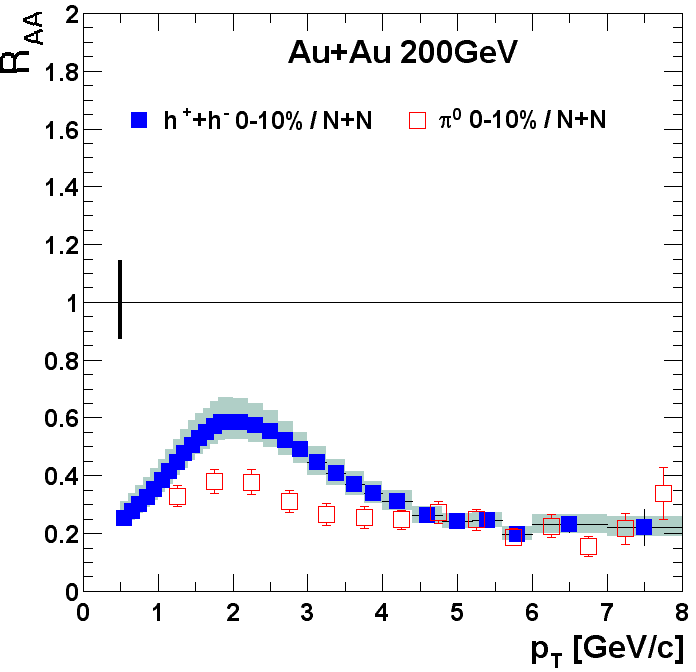 R_AA
Au+Au 200GeV
h⁺+h⁻ 0-10% / N+N
π⁰ 0-10% / N+N
2
1.8
1.6
1.4
1.2
1
0.8
0.6
0.4
0.2
0
0 1 2 3 4 5 6 7 8
p_T [GeV/c]